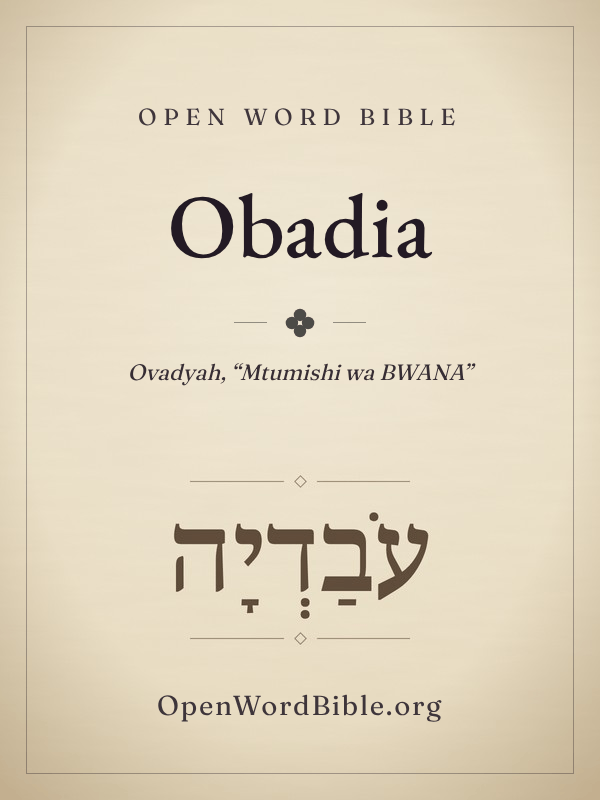 OPEN WORD BIBLE
Obadia
Ovadyah, “Mtumishi wa BWANA”
עֹבַדְיָה
OpenWordBible.org